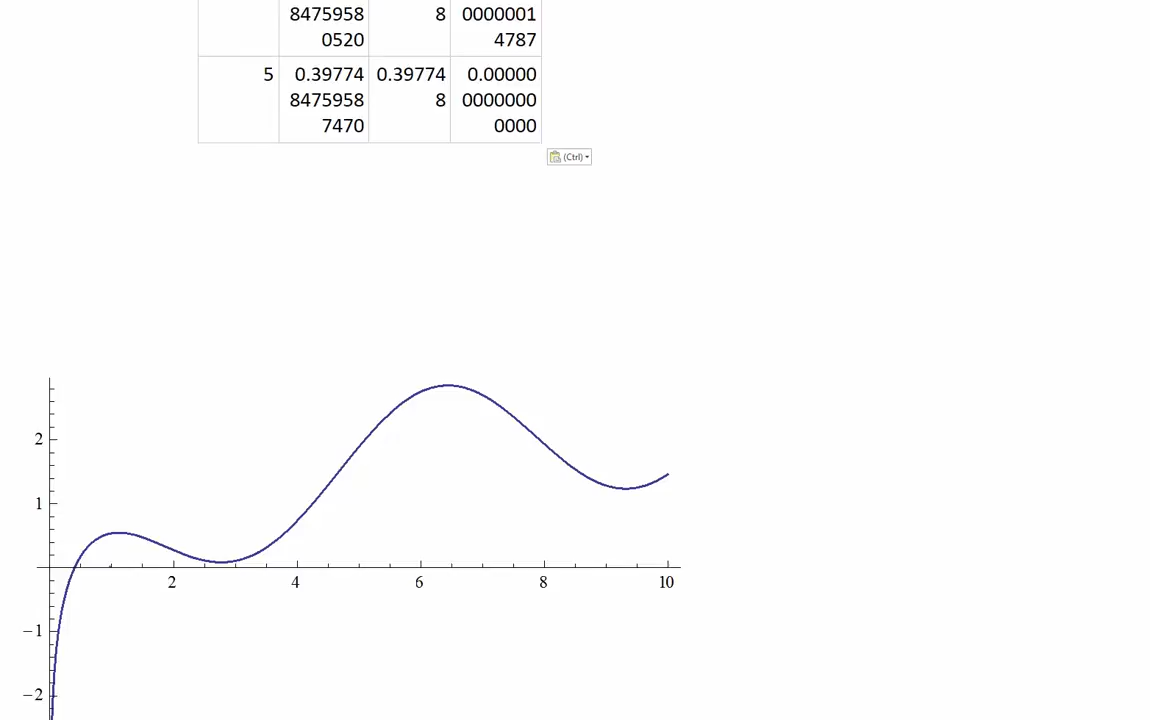 8475958 8 0000001
0520 4787
5 0.39774 0.39774 0.00000
8475958 8 0000000
7470 0000
(Ctrl)
2
1
2 4 6 8 10
−1
−2